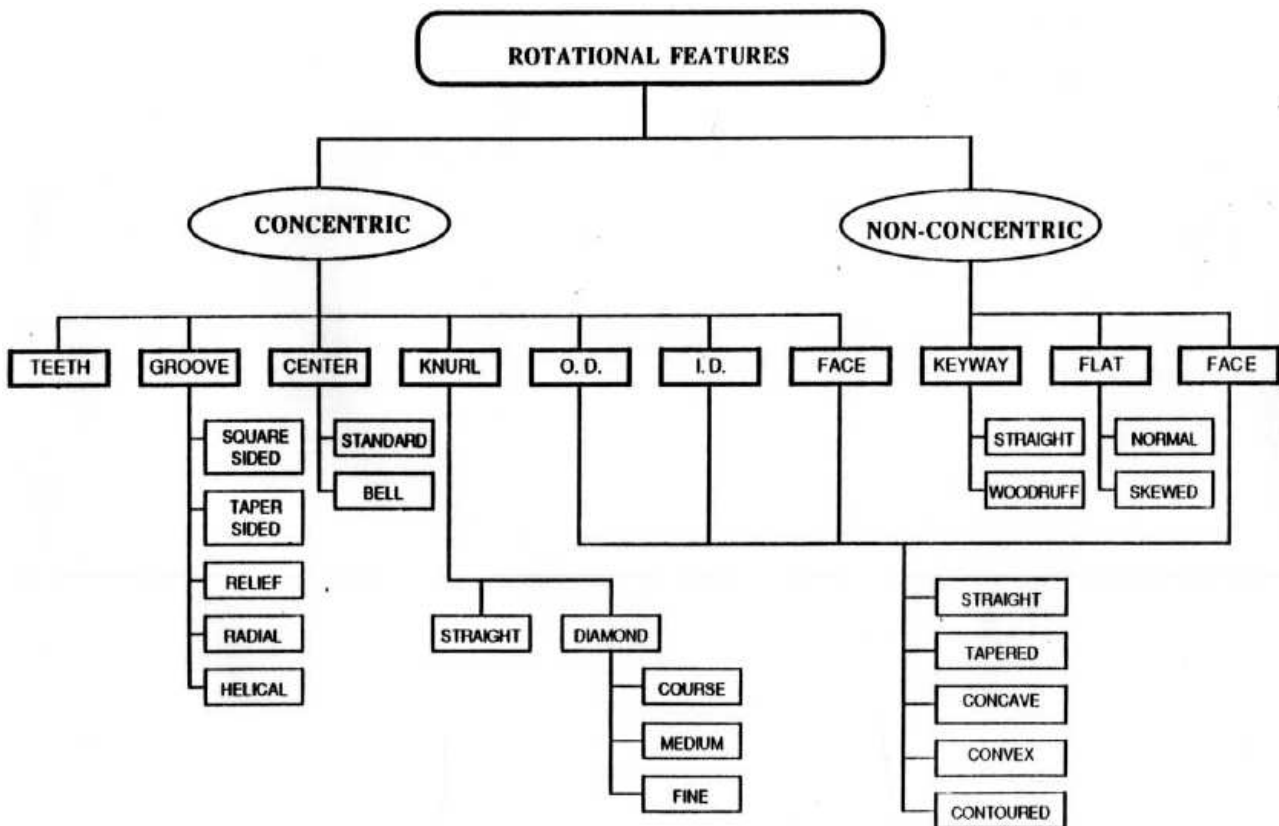 ROTATIONAL FEATURES
CONCENTRIC
NON-CONCENTRIC
TEETH
GROOVE
CENTER
KNURL
O. D.
I. D.
FACE
KEYWAY
FLAT
FACE
SQUARE
SIDED
TAPER
SIDED
RELIEF
RADIAL
HELICAL
STANDARD
BELL
STRAIGHT
DIAMOND
COURSE
MEDIUM
FINE
STRAIGHT
WOODRUFF
NORMAL
SKEWED
STRAIGHT
TAPERED
CONCAVE
CONVEX
CONTOURED